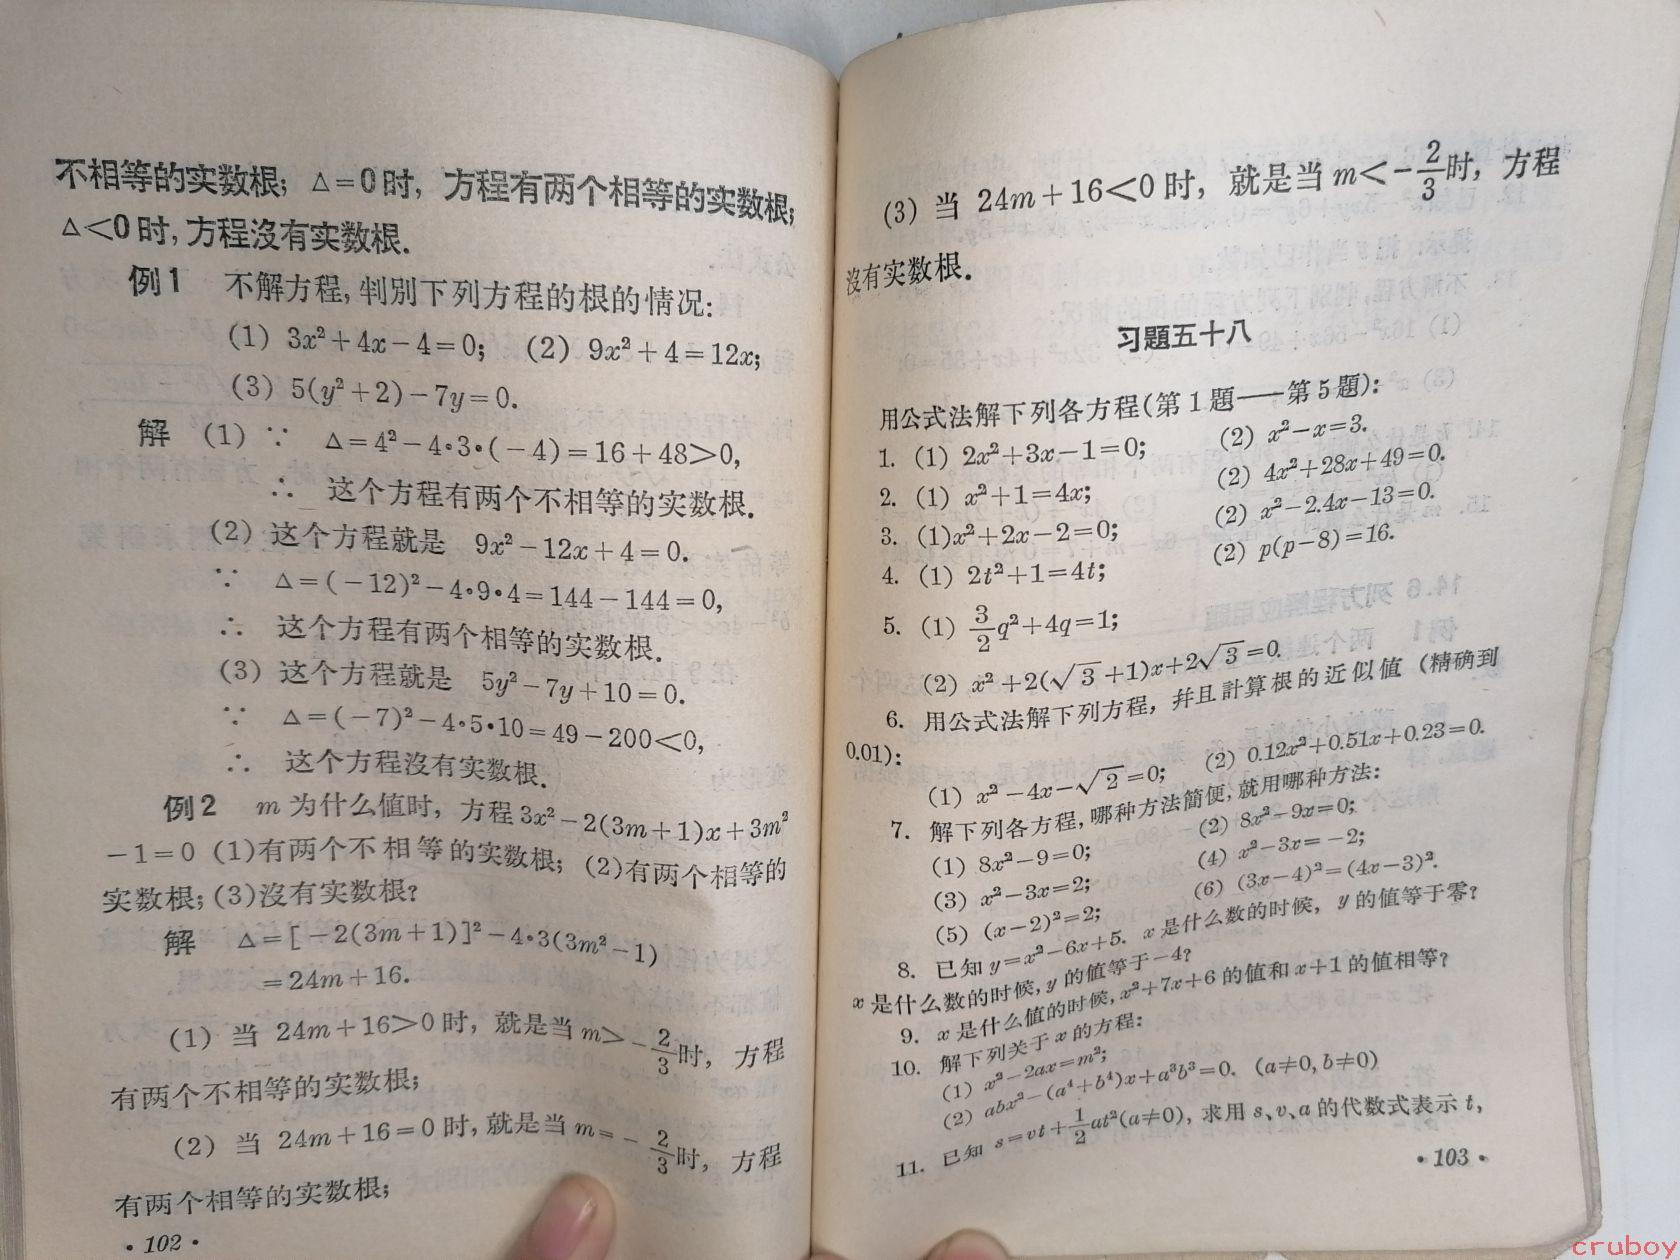 不相等的实数根；△=0时，方程有两个相等的实数根；
△<0时，方程沒有实数根．
例1　不解方程，判別下列方程的根的情况：
(1) 3x²+4x-4=0；　(2) 9x²+4=12x；
(3) 5(y²+2)-7y=0.
解　(1) ∵　△=4²-4·3·(-4)=16+48>0,
∴　这个方程有两个不相等的实数根．
(2) 这个方程就是　9x²-12x+4=0.
∵　△=(-12)²-4·9·4=144-144=0,
∴　这个方程有两个相等的实数根．
(3) 这个方程就是　5y²-7y+10=0.
∵　△=(-7)²-4·5·10=49-200<0,
∴　这个方程沒有实数根．
例2　m 为什么值时，方程 3x²-2(3m+1)x+3m²
-1=0 (1)有两个不相等的实数根；(2)有两个相等的
实数根；(3)沒有实数根？
解　△=[-2(3m+1)]²-4·3(3m²-1)
=24m+16.
(1) 当 24m+16>0 时，就是当 m>-2/3时，方程
有两个不相等的实数根；
(2) 当 24m+16=0 时，就是当 m=-2/3时，方程
有两个相等的实数根；
·102·
(3) 当 24m+16<0 时，就是当 m<-2/3时，方程
沒有实数根．
习題五十八
用公式法解下列各方程(第1題——第5題)：
1. (1) 2x²+3x-1=0；　(2) x²-x=3.
2. (1) x²+1=4x；　(2) 4x²+28x+49=0.
3. (1)x²+2x-2=0；　(2) x²-2.4x-13=0.
4. (1) 2t²+1=4t；　(2) p(p-8)=16.
5. (1) 3/2q²+4q=1；
(2) x²+2(√3+1)x+2√3=0.
6. 用公式法解下列方程，幷且計算根的近似值 (精确到
0.01)：
(1) x²-4x-√2=0；　(2) 0.12x²+0.51x+0.23=0.
7. 解下列各方程，哪种方法簡便，就用哪种方法：
(1) 8x²-9=0；　(2) 8x²-9x=0；
(3) x²-3x=2；　(4) x²-3x=-2；
(5) (x-2)²=2；　(6) (3x-4)²=(4x-3)².
8. 已知 y=x²-6x+5. x 是什么数的时候，y 的值等于零？
x 是什么数的时候，y 的值等于-4？
9. x 是什么值的时候，x²+7x+6 的值和 x+1 的值相等？
10. 解下列关于 x 的方程：
(1) x²-2ax=m²；
(2) abx²-(a⁴+b⁴)x+a³b³=0. (a≠0, b≠0)
11. 已知 s=vt+1/2at²(a≠0)，求用 s、v、a 的代数式表示 t，
·103·
cruboy